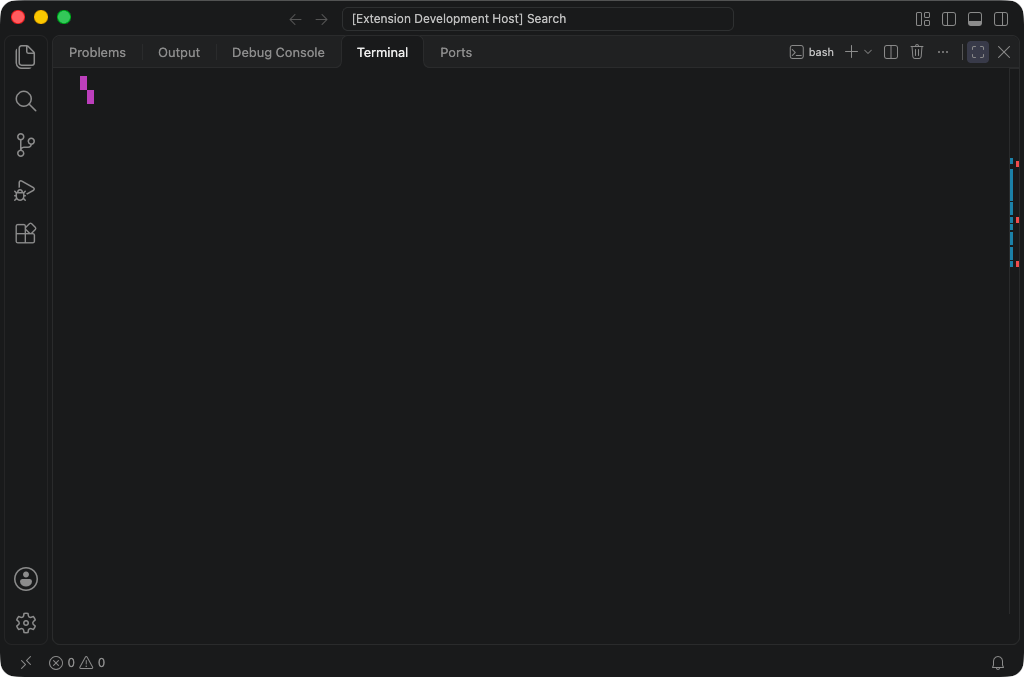 [Extension Development Host] Search
Problems
Output
Debug Console
Terminal
Ports
bash
0
0